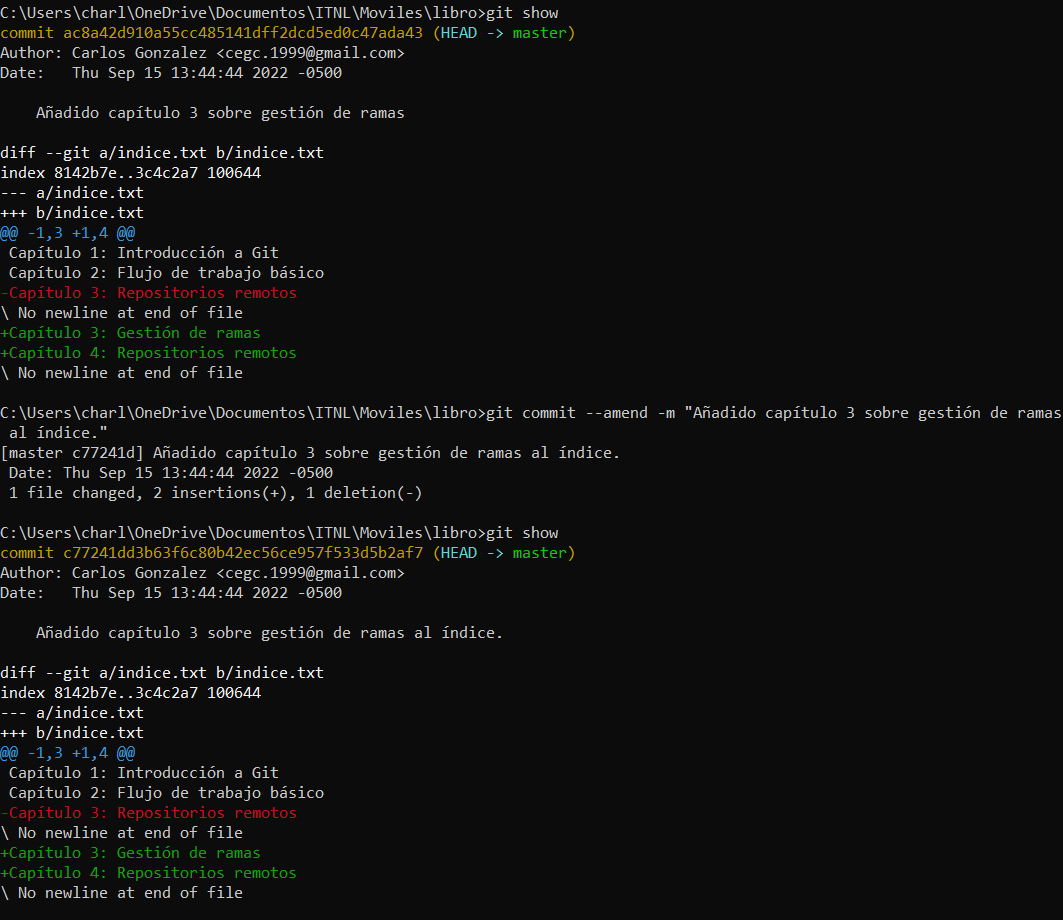 C:\Users\charl\OneDrive\Documentos\ITNL\Moviles\libro>git show
commit ac8a42d910a55cc485141dff2dcd5ed0c47ada43 (HEAD -> master)
Author: Carlos Gonzalez <cegc.1999@gmail.com>
Date:   Thu Sep 15 13:44:44 2022 -0500
    Añadido capítulo 3 sobre gestión de ramas
diff --git a/indice.txt b/indice.txt
index 8142b7e..3c4c2a7 100644
--- a/indice.txt
+++ b/indice.txt
@@ -1,3 +1,4 @@
 Capítulo 1: Introducción a Git
 Capítulo 2: Flujo de trabajo básico
-Capítulo 3: Repositorios remotos
\ No newline at end of file
+Capítulo 3: Gestión de ramas
+Capítulo 4: Repositorios remotos
\ No newline at end of file
C:\Users\charl\OneDrive\Documentos\ITNL\Moviles\libro>git commit --amend -m "Añadido capítulo 3 sobre gestión de ramas
 al índice."
[master c77241d] Añadido capítulo 3 sobre gestión de ramas al índice.
 Date: Thu Sep 15 13:44:44 2022 -0500
 1 file changed, 2 insertions(+), 1 deletion(-)
C:\Users\charl\OneDrive\Documentos\ITNL\Moviles\libro>git show
commit c77241dd3b63f6c80b42ec56ce957f533d5b2af7 (HEAD -> master)
Author: Carlos Gonzalez <cegc.1999@gmail.com>
Date:   Thu Sep 15 13:44:44 2022 -0500
    Añadido capítulo 3 sobre gestión de ramas al índice.
diff --git a/indice.txt b/indice.txt
index 8142b7e..3c4c2a7 100644
--- a/indice.txt
+++ b/indice.txt
@@ -1,3 +1,4 @@
 Capítulo 1: Introducción a Git
 Capítulo 2: Flujo de trabajo básico
-Capítulo 3: Repositorios remotos
\ No newline at end of file
+Capítulo 3: Gestión de ramas
+Capítulo 4: Repositorios remotos
\ No newline at end of file